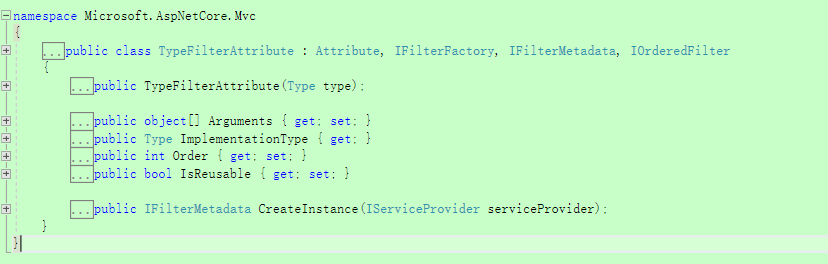 namespace Microsoft.AspNetCore.Mvc
{
...public class TypeFilterAttribute : Attribute, IFilterFactory, IFilterMetadata, IOrderedFilter
{
...public TypeFilterAttribute(Type type);
...public object[] Arguments { get; set; }
...public Type ImplementationType { get; }
...public int Order { get; set; }
...public bool IsReusable { get; set; }
...public IFilterMetadata CreateInstance(IServiceProvider serviceProvider);
}
}